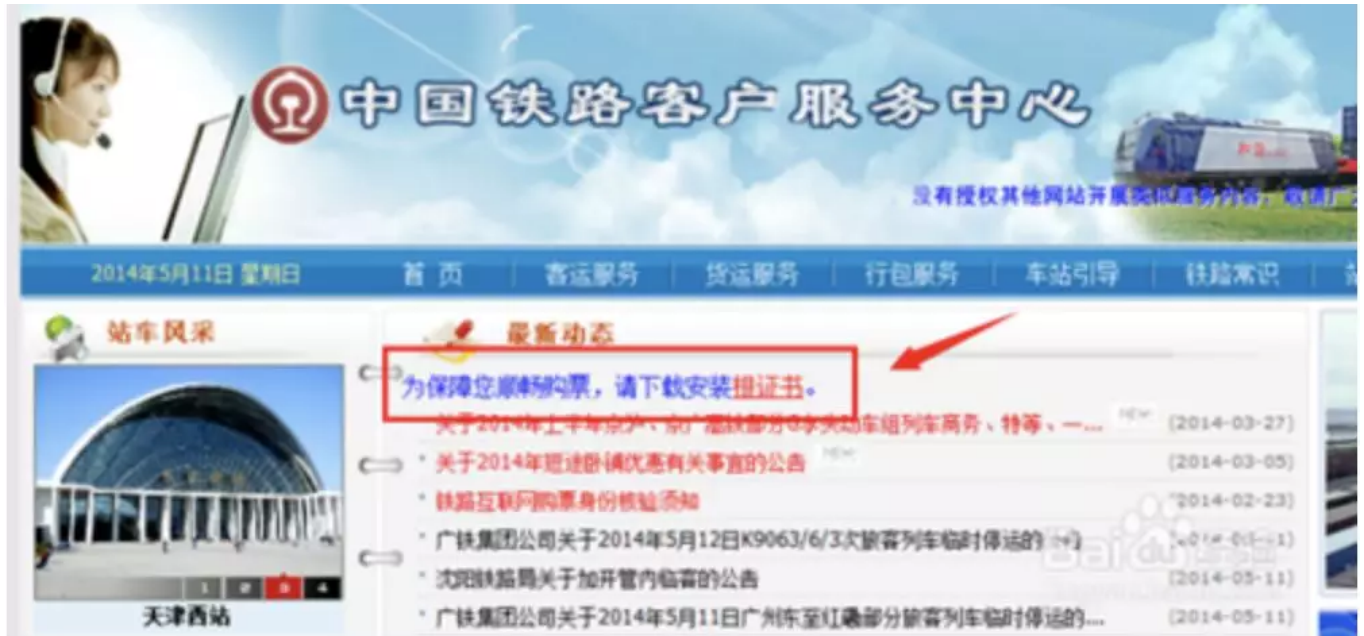 中国铁路客户服务中心
没有授权其他网站开展类似服务内容，敬请广
2014年5月11日 星期日 首页 客运服务 货运服务 行包服务 车站引导 铁路常识 站
站车风采
最新动态
为保障您顺畅购票，请下载安装根证书。
关于2014年上半年京沪、京广高铁部分G字头动车组列车商务、特等、一... NEW (2014-03-27)
关于2014年短途卧铺优惠有关事宜的公告 NEW (2014-03-05)
铁路互联网购票身份核验须知 (2014-02-23)
广铁集团公司关于2014年5月12日K9063/6/3次旅客列车临时停运的
沈阳铁路局关于加开管内临客的公告 (2014-05-11)
广铁集团公司关于2014年5月11日广州东至红磡部分旅客列车临时停运的... (2014-05-11)
1 2 3 4
天津西站
Baidu